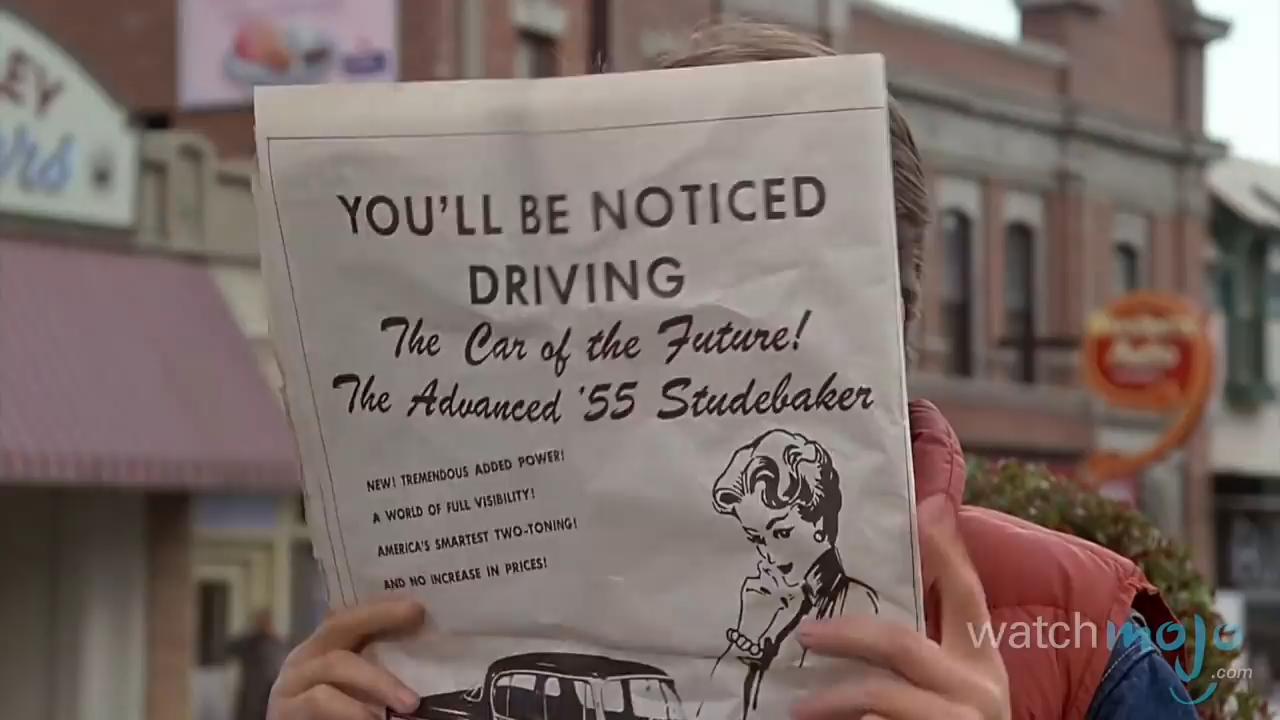 EY
YOU'LL BE NOTICED
DRIVING
The Car of the Future!
The Advanced '55 Studebaker
NEW! TREMENDOUS ADDED POWER!
A WORLD OF FULL VISIBILITY!
AMERICA'S SMARTEST TWO-TONING!
AND NO INCREASE IN PRICES!
watchmojo
.com